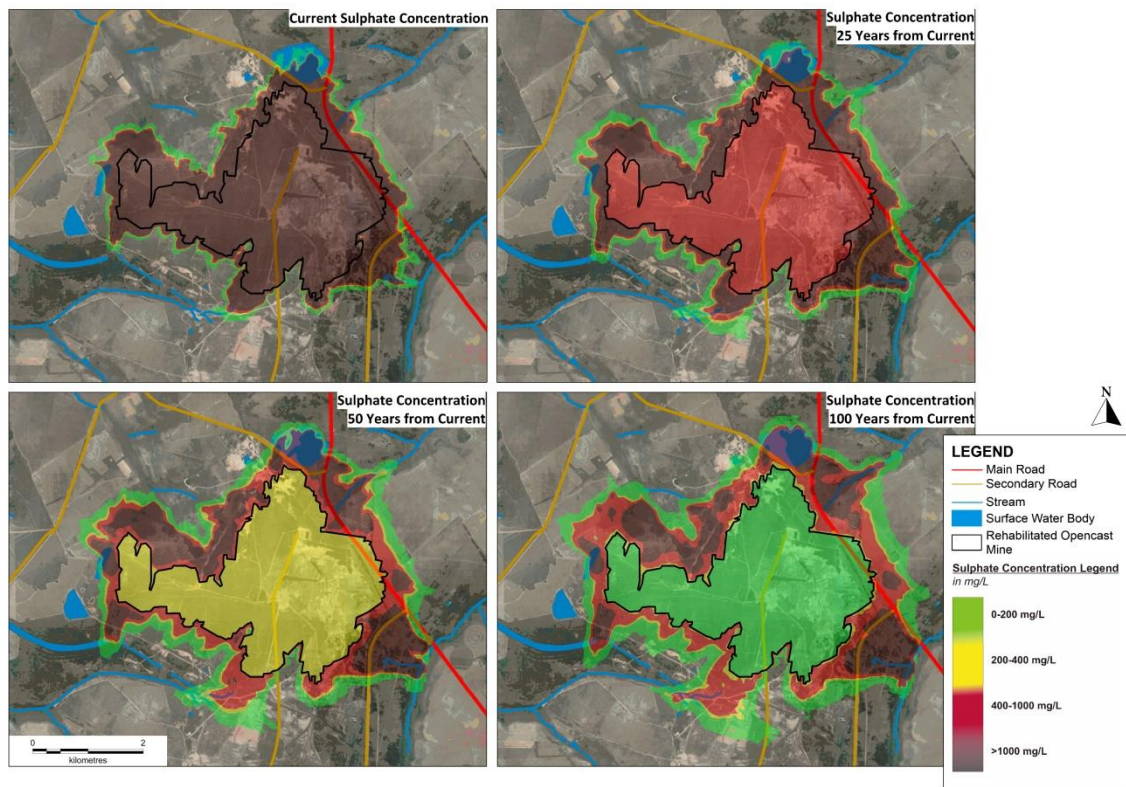 Current Sulphate Concentration
Sulphate Concentration
25 Years from Current
Sulphate Concentration
50 Years from Current
Sulphate Concentration
100 Years from Current
N
LEGEND
Main Road
Secondary Road
Stream
Surface Water Body
Rehabilitated Opencast
Mine
Sulphate Concentration Legend
in mg/L
0-200 mg/L
200-400 mg/L
400-1000 mg/L
>1000 mg/L
0 2
kilometres